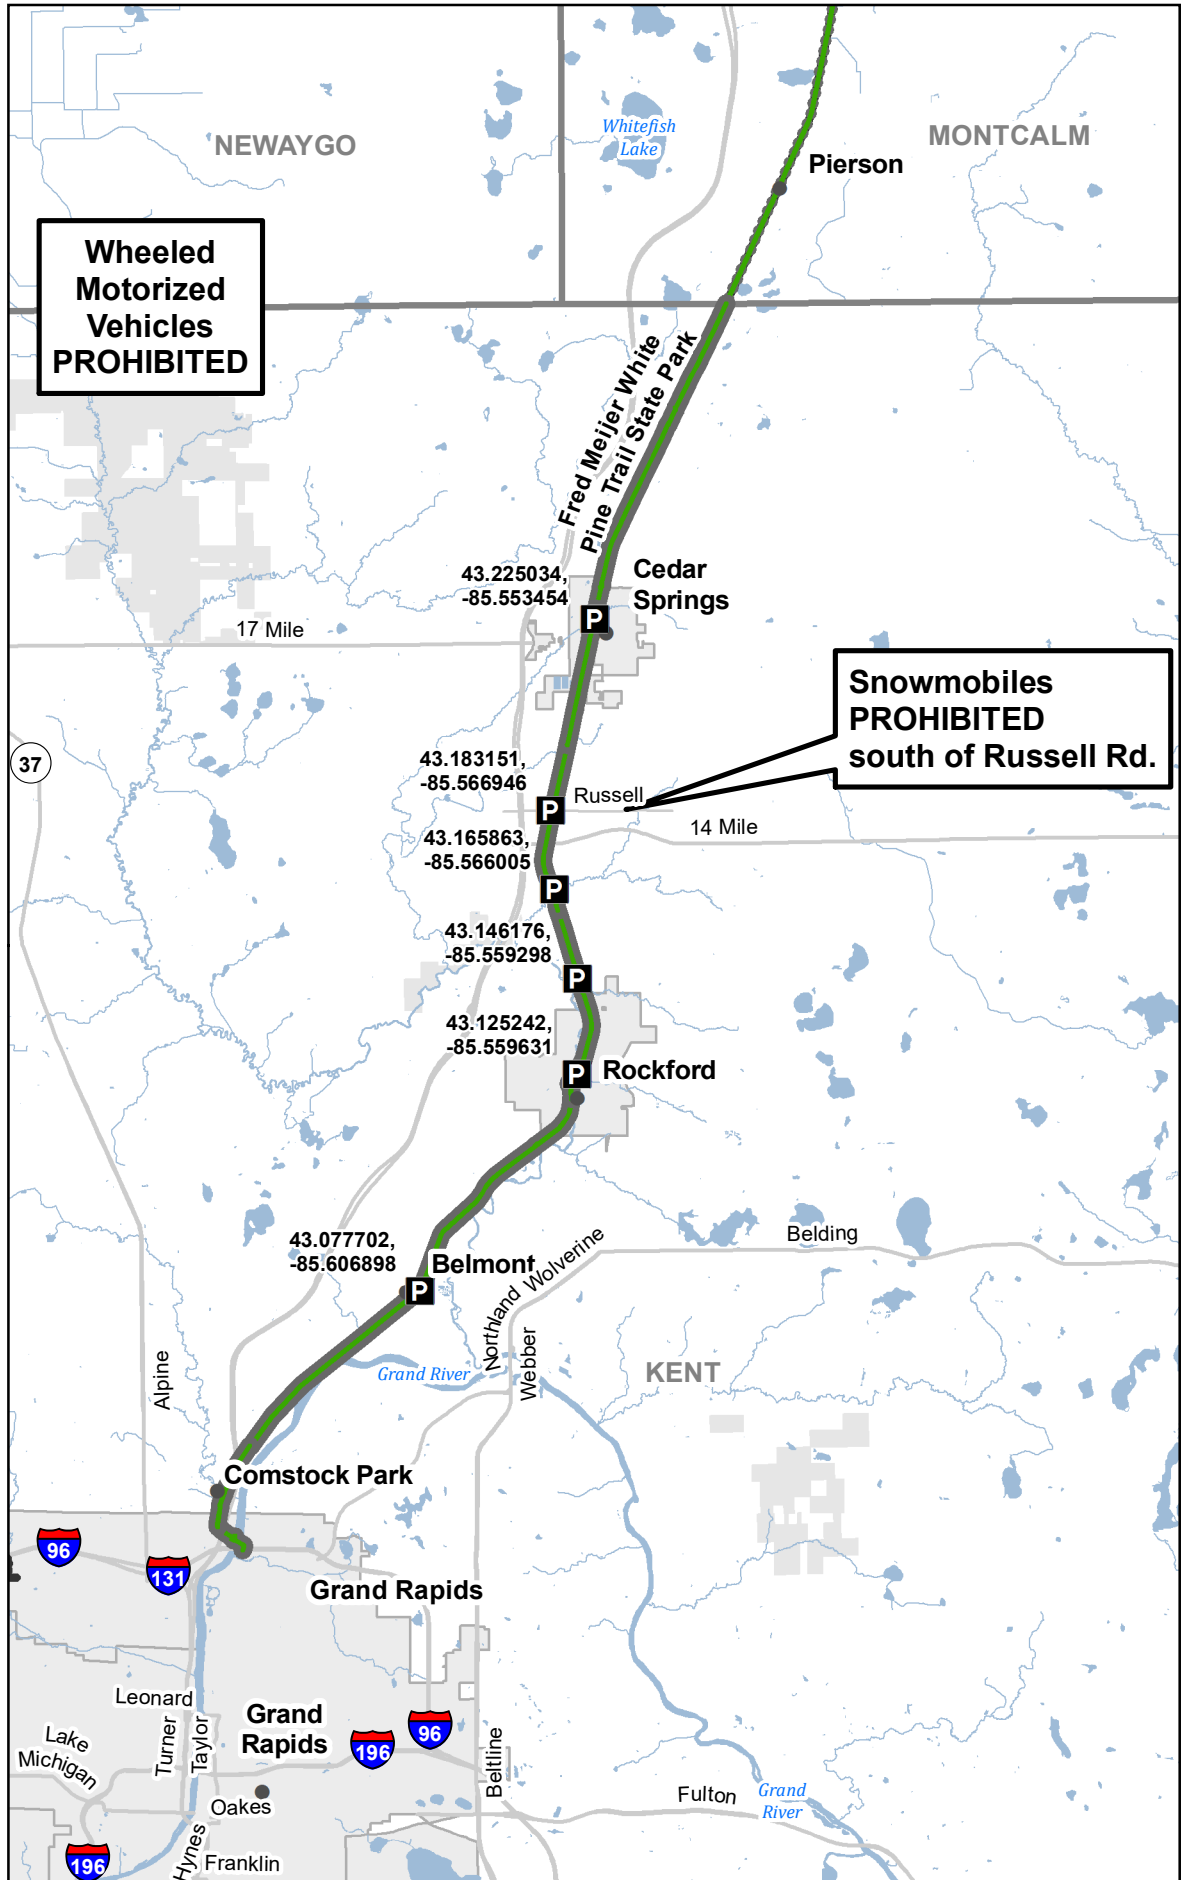 NEWAYGO
Whitefish
Lake
MONTCALM
Pierson
Wheeled
Motorized
Vehicles
PROHIBITED
Fred Meijer White
Pine Trail State Park
43.225034,
-85.553454
Cedar
Springs
P
17 Mile
Snowmobiles
PROHIBITED
south of Russell Rd.
37
43.183151,
-85.566946
Russell
P
14 Mile
43.165863,
-85.566005
P
43.146176,
-85.559298
P
43.125242,
-85.559631
P
Rockford
43.077702,
-85.606898
Belmont
P
Northland
Wolverine
Belding
Webber
Grand River
Alpine
KENT
Comstock Park
96
131
Grand Rapids
Leonard
Turner
Taylor
Grand
Rapids
Lake
Michigan
196
96
Beltline
Oakes
Fulton
Grand
River
Hynes
Franklin
196